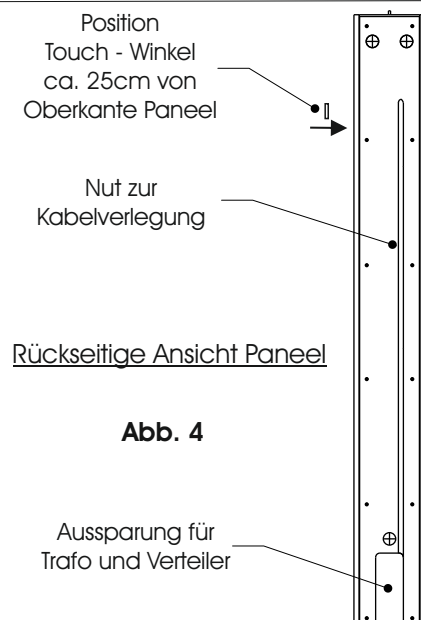 Position
Touch - Winkel
ca. 25cm von
Oberkante Paneel
Nut zur
Kabelverlegung
Rückseitige Ansicht Paneel
Abb. 4
Aussparung für
Trafo und Verteiler